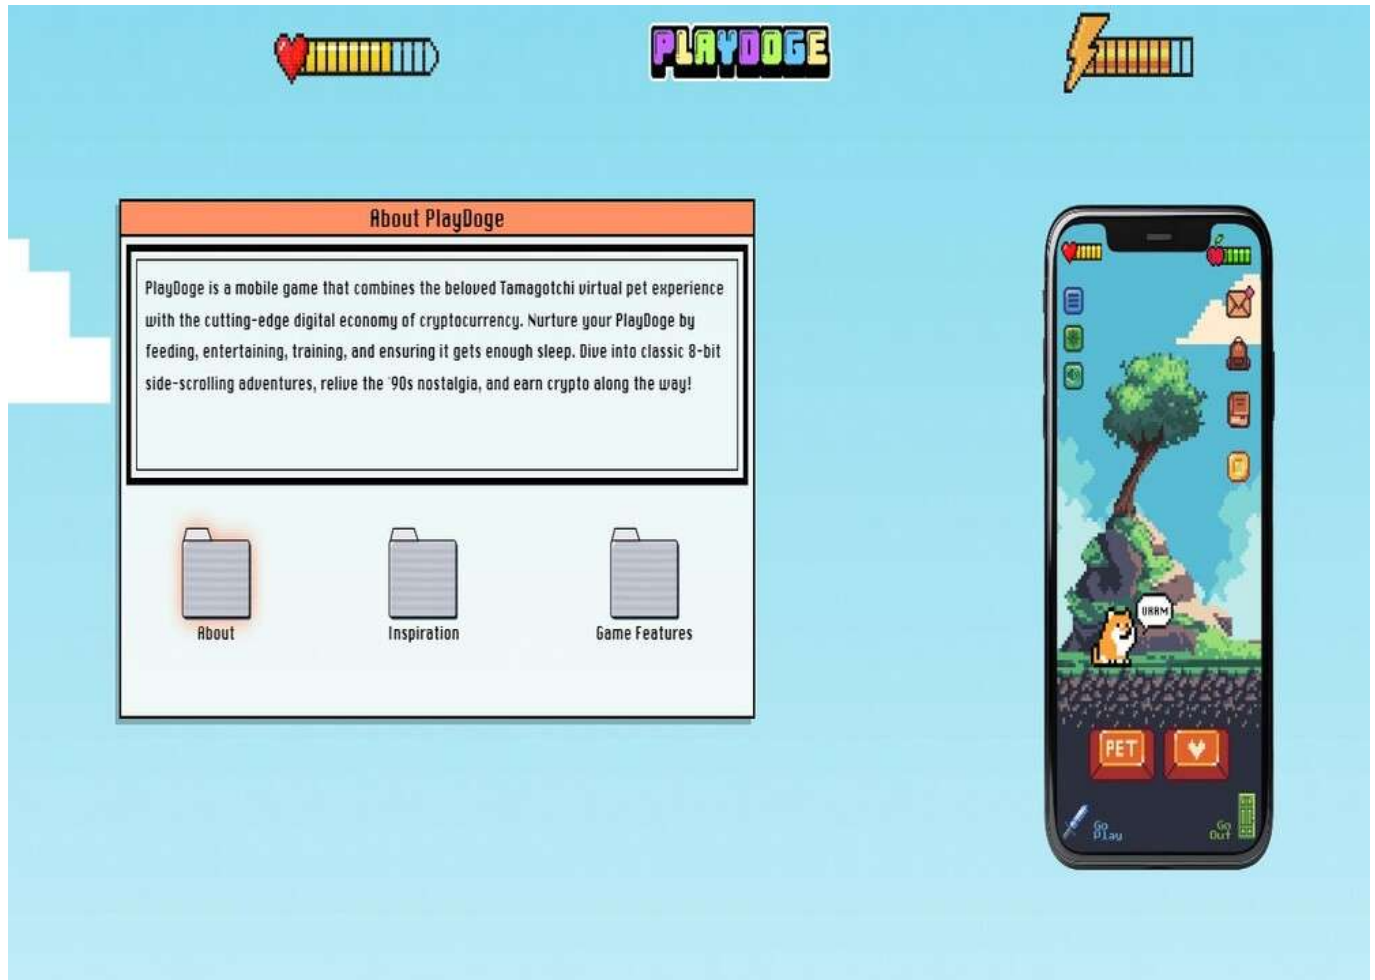 PLAYDOGE
About PlayDoge
PlayDoge is a mobile game that combines the beloved Tamagotchi virtual pet experience
with the cutting-edge digital economy of cryptocurrency. Nurture your PlayDoge by
feeding, entertaining, training, and ensuring it gets enough sleep. Dive into classic 8-bit
side-scrolling adventures, relive the '90s nostalgia, and earn crypto along the way!
About
Inspiration
Game Features
PET
Go
Play
Go
Out